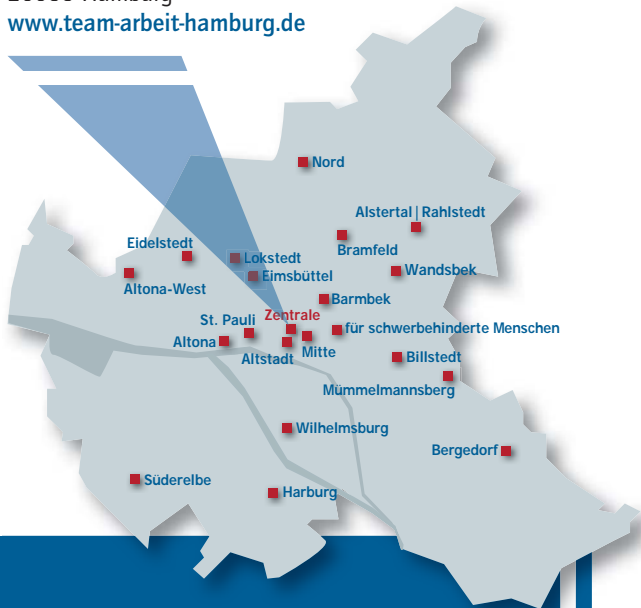 www.team-arbeit-hamburg.de
Nord
Alstertal | Rahlstedt
Bramfeld
Eidelstedt
Lokstedt
Eimsbüttel
Wandsbek
Altona-West
Barmbek
Zentrale
St. Pauli
für schwerbehinderte Menschen
Altona
Mitte
Altstadt
Billstedt
Mümmelmannsberg
Wilhelmsburg
Bergedorf
Süderelbe
Harburg